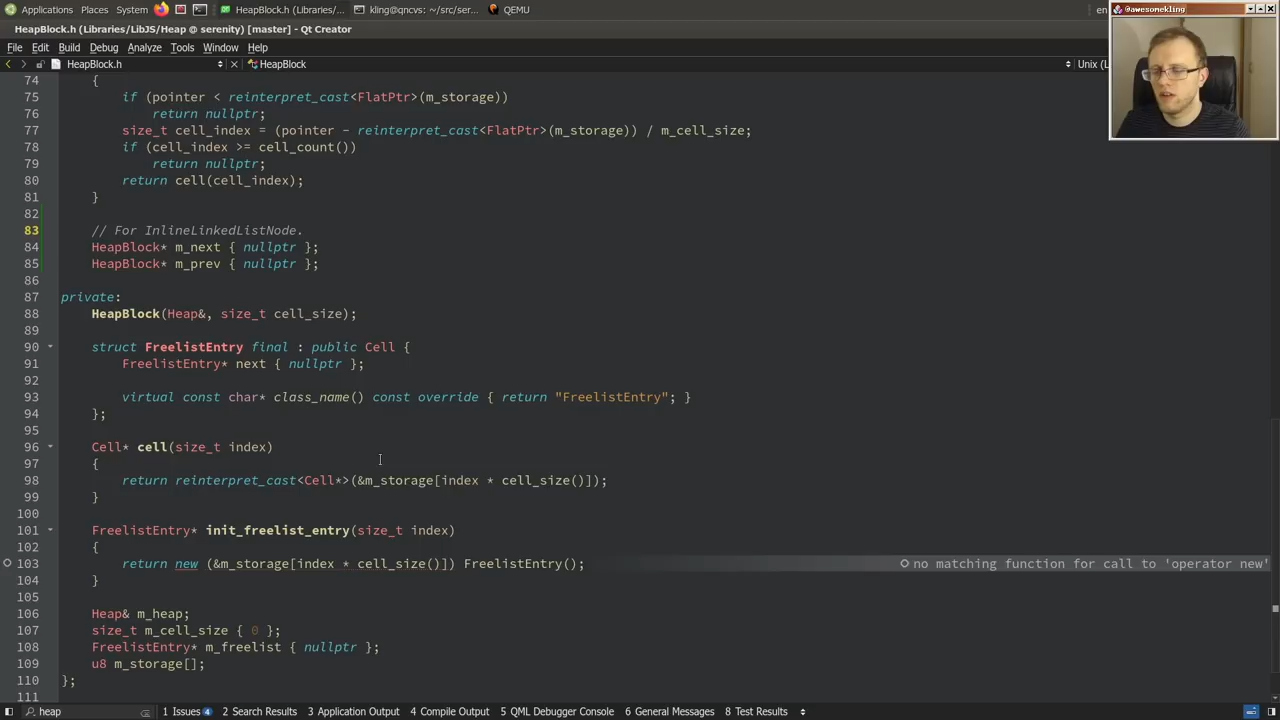 Applications Places System HeapBlock.h (Libraries/... kling@qncvs: ~/src/ser... QEMU en
@awesomekling
HeapBlock.h (Libraries/LibJS/Heap @ serenity) [master] - Qt Creator
File Edit Build Debug Analyze Tools Window Help
HeapBlock.h HeapBlock Unix (L
74 {
75 if (pointer < reinterpret_cast<FlatPtr>(m_storage))
76 return nullptr;
77 size_t cell_index = (pointer - reinterpret_cast<FlatPtr>(m_storage)) / m_cell_size;
78 if (cell_index >= cell_count())
79 return nullptr;
80 return cell(cell_index);
81 }
82
83 // For InlineLinkedListNode.
84 HeapBlock* m_next { nullptr };
85 HeapBlock* m_prev { nullptr };
86
87 private:
88 HeapBlock(Heap&, size_t cell_size);
89
90 struct FreelistEntry final : public Cell {
91 FreelistEntry* next { nullptr };
92
93 virtual const char* class_name() const override { return "FreelistEntry"; }
94 };
95
96 Cell* cell(size_t index)
97 {
98 return reinterpret_cast<Cell*>(&m_storage[index * cell_size()]);
99 }
100
101 FreelistEntry* init_freelist_entry(size_t index)
102 {
103 return new (&m_storage[index * cell_size()]) FreelistEntry(); no matching function for call to 'operator new'
104 }
105
106 Heap& m_heap;
107 size_t m_cell_size { 0 };
108 FreelistEntry* m_freelist { nullptr };
109 u8 m_storage[];
110 };
111
heap 1 Issues 4 2 Search Results 3 Application Output 4 Compile Output 5 QML Debugger Console 6 General Messages 8 Test Results